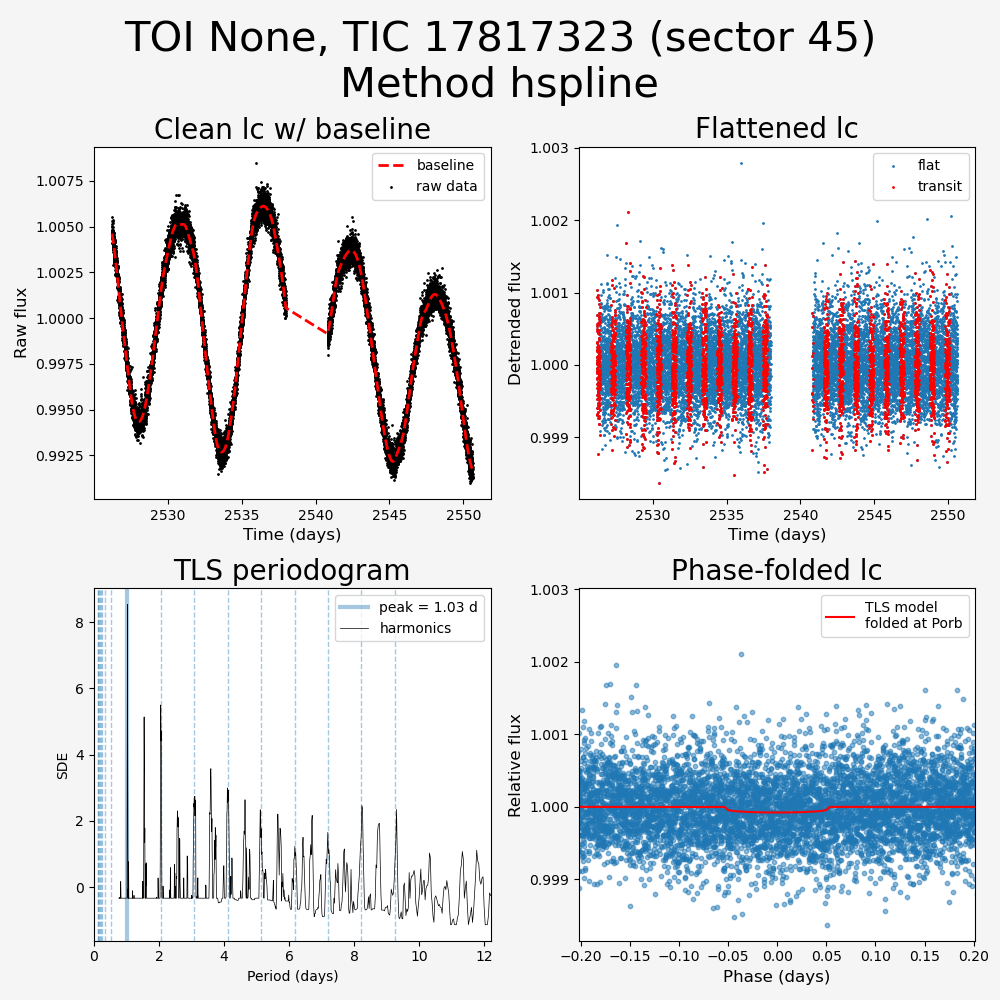 TOI None, TIC 17817323 (sector 45)
Method hspline
Clean lc w/ baseline
baseline
raw data
1.0075
1.0050
1.0025
1.0000
0.9975
0.9950
0.9925
Raw flux
2530
2535
2540
2545
2550
Time (days)
Flattened lc
flat
transit
1.003
1.002
1.001
1.000
0.999
Detrended flux
2530
2535
2540
2545
2550
Time (days)
TLS periodogram
peak = 1.03 d
harmonics
8
6
4
2
0
SDE
0
2
4
6
8
10
12
Period (days)
Phase-folded lc
TLS model
folded at Porb
1.003
1.002
1.001
1.000
0.999
Relative flux
−0.20
−0.15
−0.10
−0.05
0.00
0.05
0.10
0.15
0.20
Phase (days)